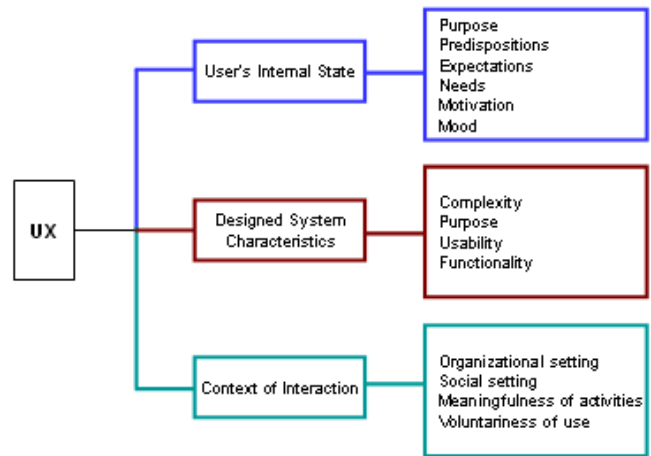 UX
User's Internal State
Purpose
Predispositions
Expectations
Needs
Motivation
Mood
Designed System
Characteristics
Complexity
Purpose
Usability
Functionality
Context of Interaction
Organizational setting
Social setting
Meaningfulness of activities
Voluntariness of use